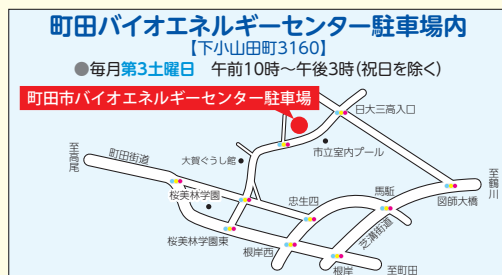 町田バイオエネルギーセンター駐車場内
【下小山田町3160】
●毎月第3土曜日 午前10時～午後3時(祝日を除く)
町田市バイオエネルギーセンター駐車場
日大三高入口
至高尾
町田街道
大賀ぐうし館
市立室内プール
至鶴川
桜美林学園
忠生四
馬駈
図師大橋
桜美林学園東
芝溝街道
根岸西
根岸
至町田